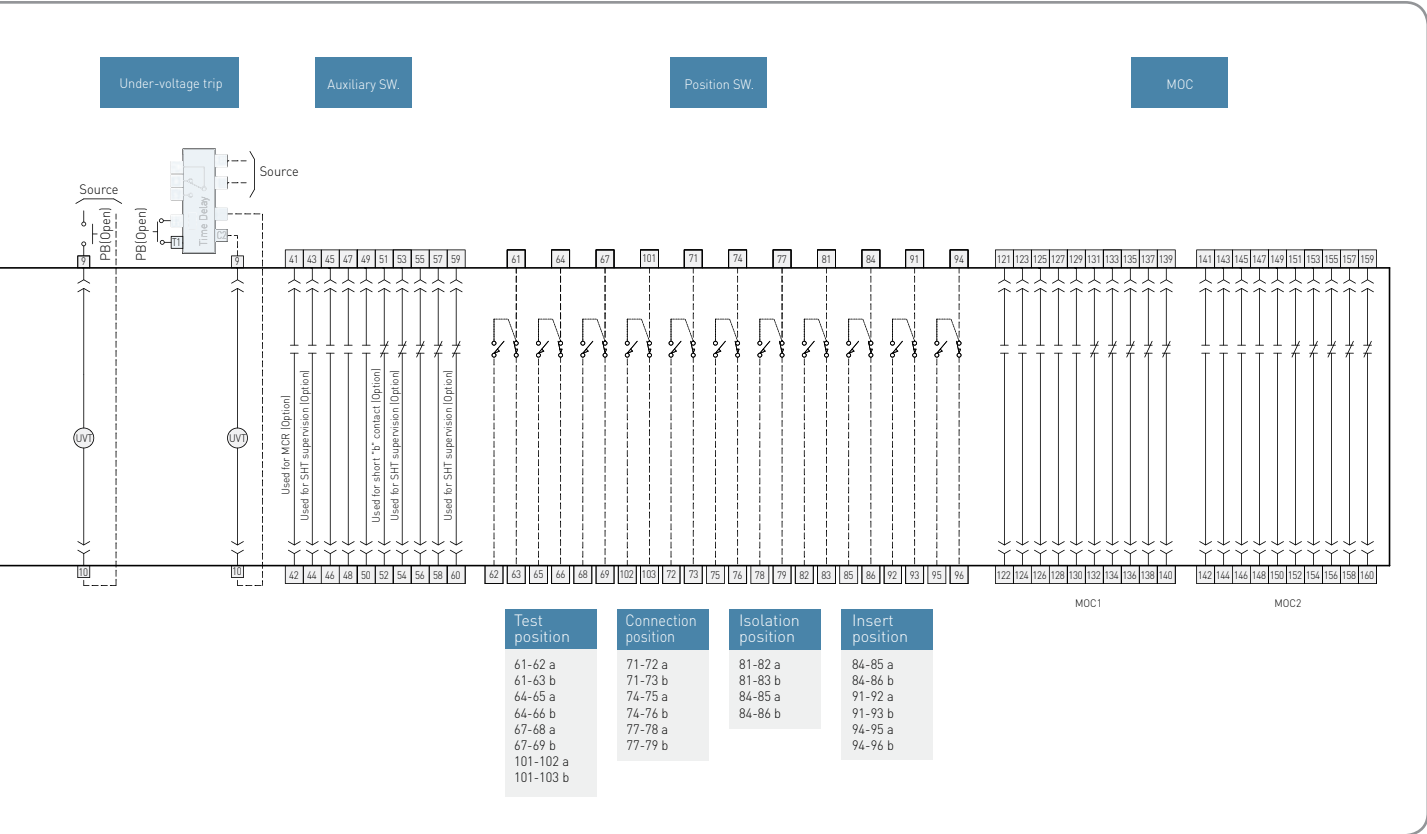 Under-voltage trip
Auxiliary SW.
Position SW.
MOC
Source
PB(Open)
PB(Open)
Time Delay
T1
Source
9
9
41 43 45 47 49 51 53 55 57 59
61 64 67 101 71 74 77 81 84 91 94
121 123 125 127 129 131 133 135 137 139
141 143 145 147 149 151 153 155 157 159
Used for MCR (Option)
Used for SHT supervision (Option)
Used for short "b" contact (Option)
Used for SHT supervision (Option)
Used for SHT supervision (Option)
UVT
UVT
10
10
42 44 46 48 50 52 54 56 58 60
62 63 65 66 68 69 102 103 72 73 75 76 78 79 82 83 85 86 92 93 95 96
122 124 126 128 130 132 134 136 138 140
142 144 146 148 150 152 154 156 158 160
MOC1
MOC2
Test
position
61-62 a
61-63 b
64-65 a
64-66 b
67-68 a
67-69 b
101-102 a
101-103 b
Connection
position
71-72 a
71-73 b
74-75 a
74-76 b
77-78 a
77-79 b
Isolation
position
81-82 a
81-83 b
84-85 a
84-86 b
Insert
position
84-85 a
84-86 b
91-92 a
91-93 b
94-95 a
94-96 b